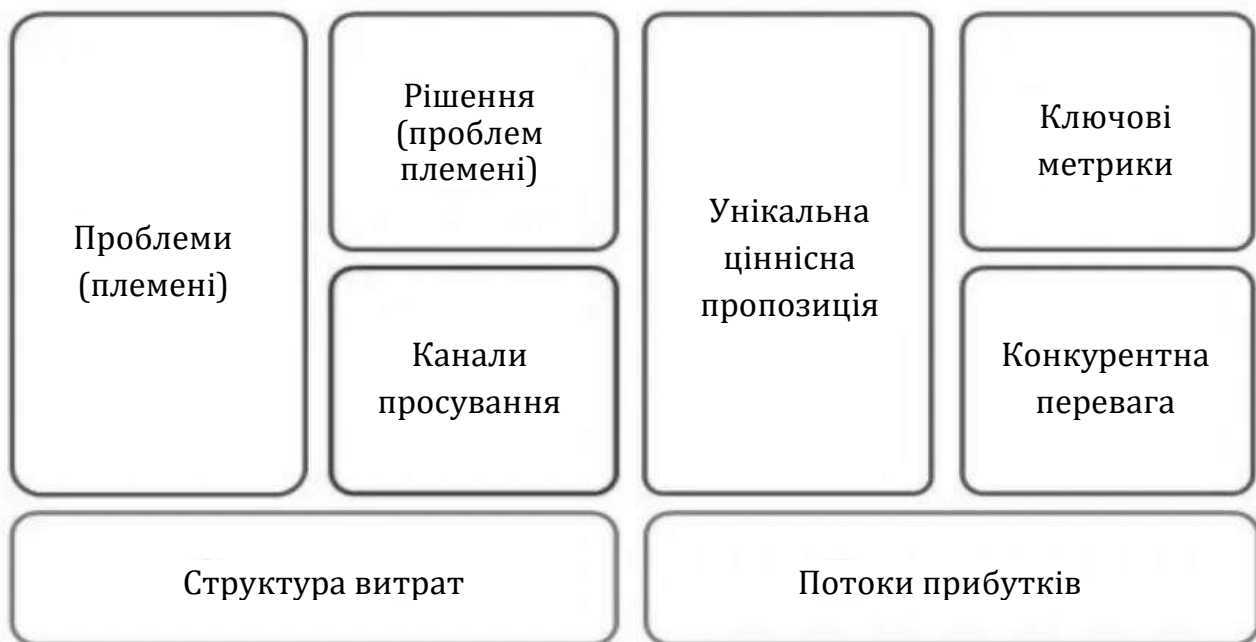 Проблеми
(племені)
Рішення
(проблем
племені)
Канали
просування
Унікальна
ціннісна
пропозиція
Ключові
метрики
Конкурентна
перевага
Структура витрат
Потоки прибутків